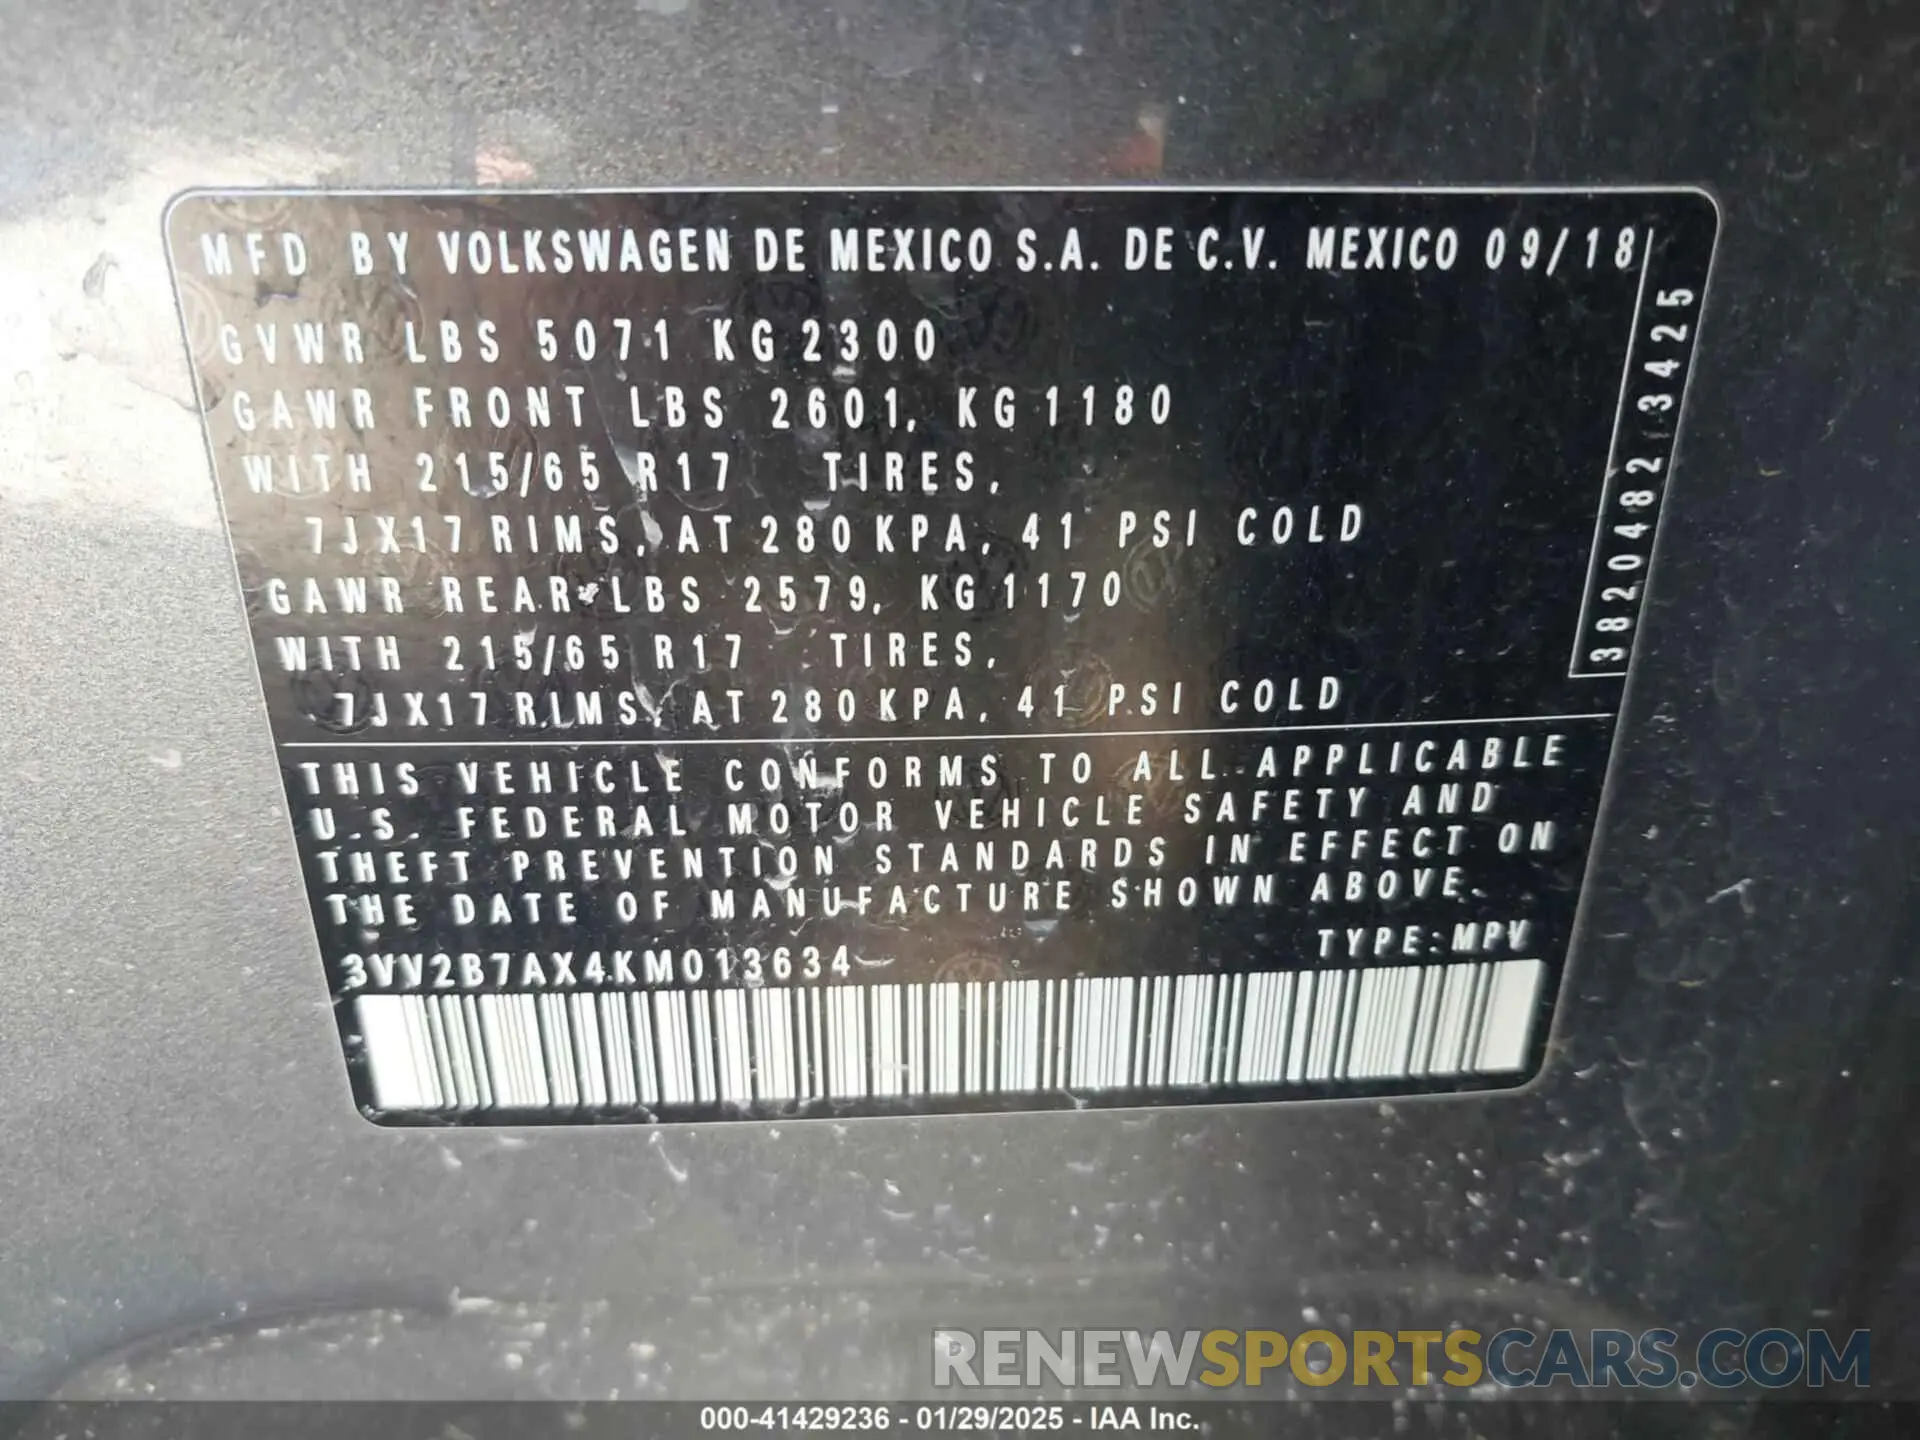 MFD BY VOLKSWAGEN DE MEXICO S.A. DE C.V. MEXICO 09/18
GVWR LBS 5071 KG 2300
GAWR FRONT LBS 2601, KG 1180
WITH 215/65 R17 TIRES,
7JX17 RIMS, AT 280 KPA, 41 PSI COLD
GAWR REAR LBS 2579, KG 1170
WITH 215/65 R17 TIRES,
7JX17 RIMS, AT 280 KPA, 41 PSI COLD
3820482 3425
THIS VEHICLE CONFORMS TO ALL APPLICABLE
U.S. FEDERAL MOTOR VEHICLE SAFETY AND
THEFT PREVENTION STANDARDS IN EFFECT ON
THE DATE OF MANUFACTURE SHOWN ABOVE.
TYPE: MPV
3VV2B7AX4KM013634
RENEWSPORTSCARS.COM
000-41429236 - 01/29/2025 - IAA Inc.